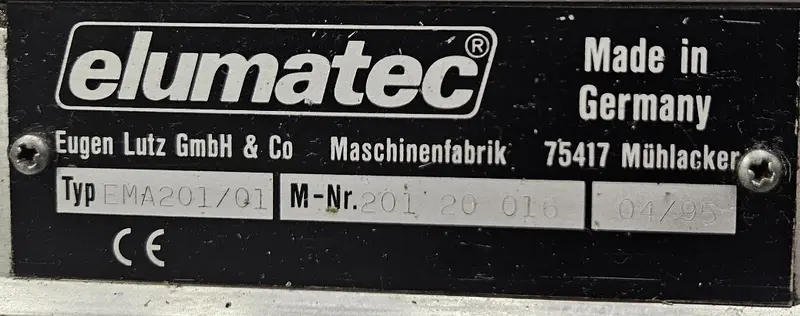 elumatec®
Made in
Germany
Eugen Lutz GmbH & Co Maschinenfabrik 75417 Mühlacker
Typ EMA201/01 M-Nr. 201 20 016 04/95
CE